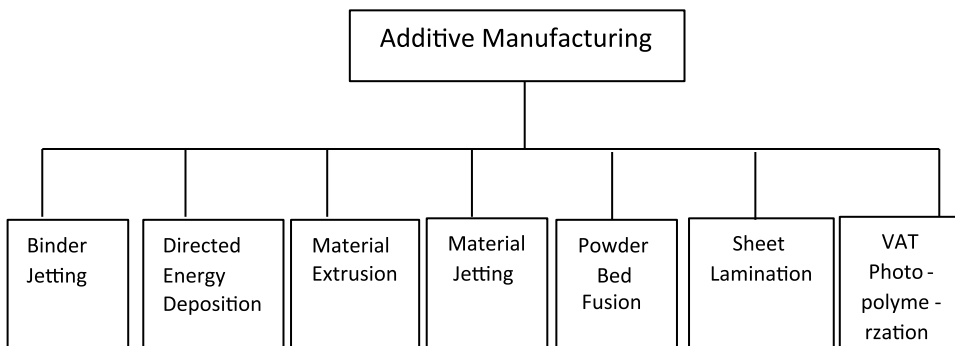 Additive Manufacturing
Binder
Jetting
Directed
Energy
Deposition
Material
Extrusion
Material
Jetting
Powder
Bed
Fusion
Sheet
Lamination
VAT
Photo -
polyme -
rzation